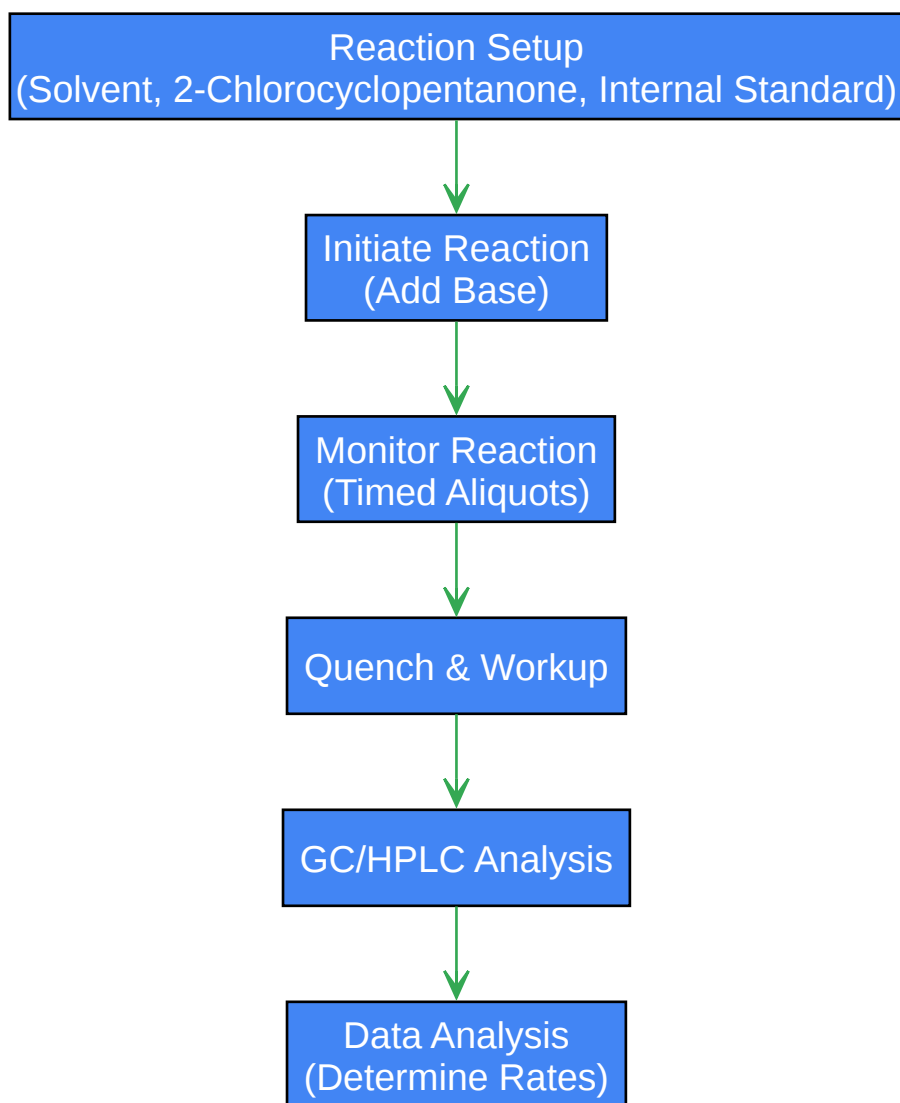 Reaction Setup
(Solvent, 2-Chlorocyclopentanone, Internal Standard)
Initiate Reaction
(Add Base)
Monitor Reaction
(Timed Aliquots)
Quench & Workup
GC/HPLC Analysis
Data Analysis
(Determine Rates)